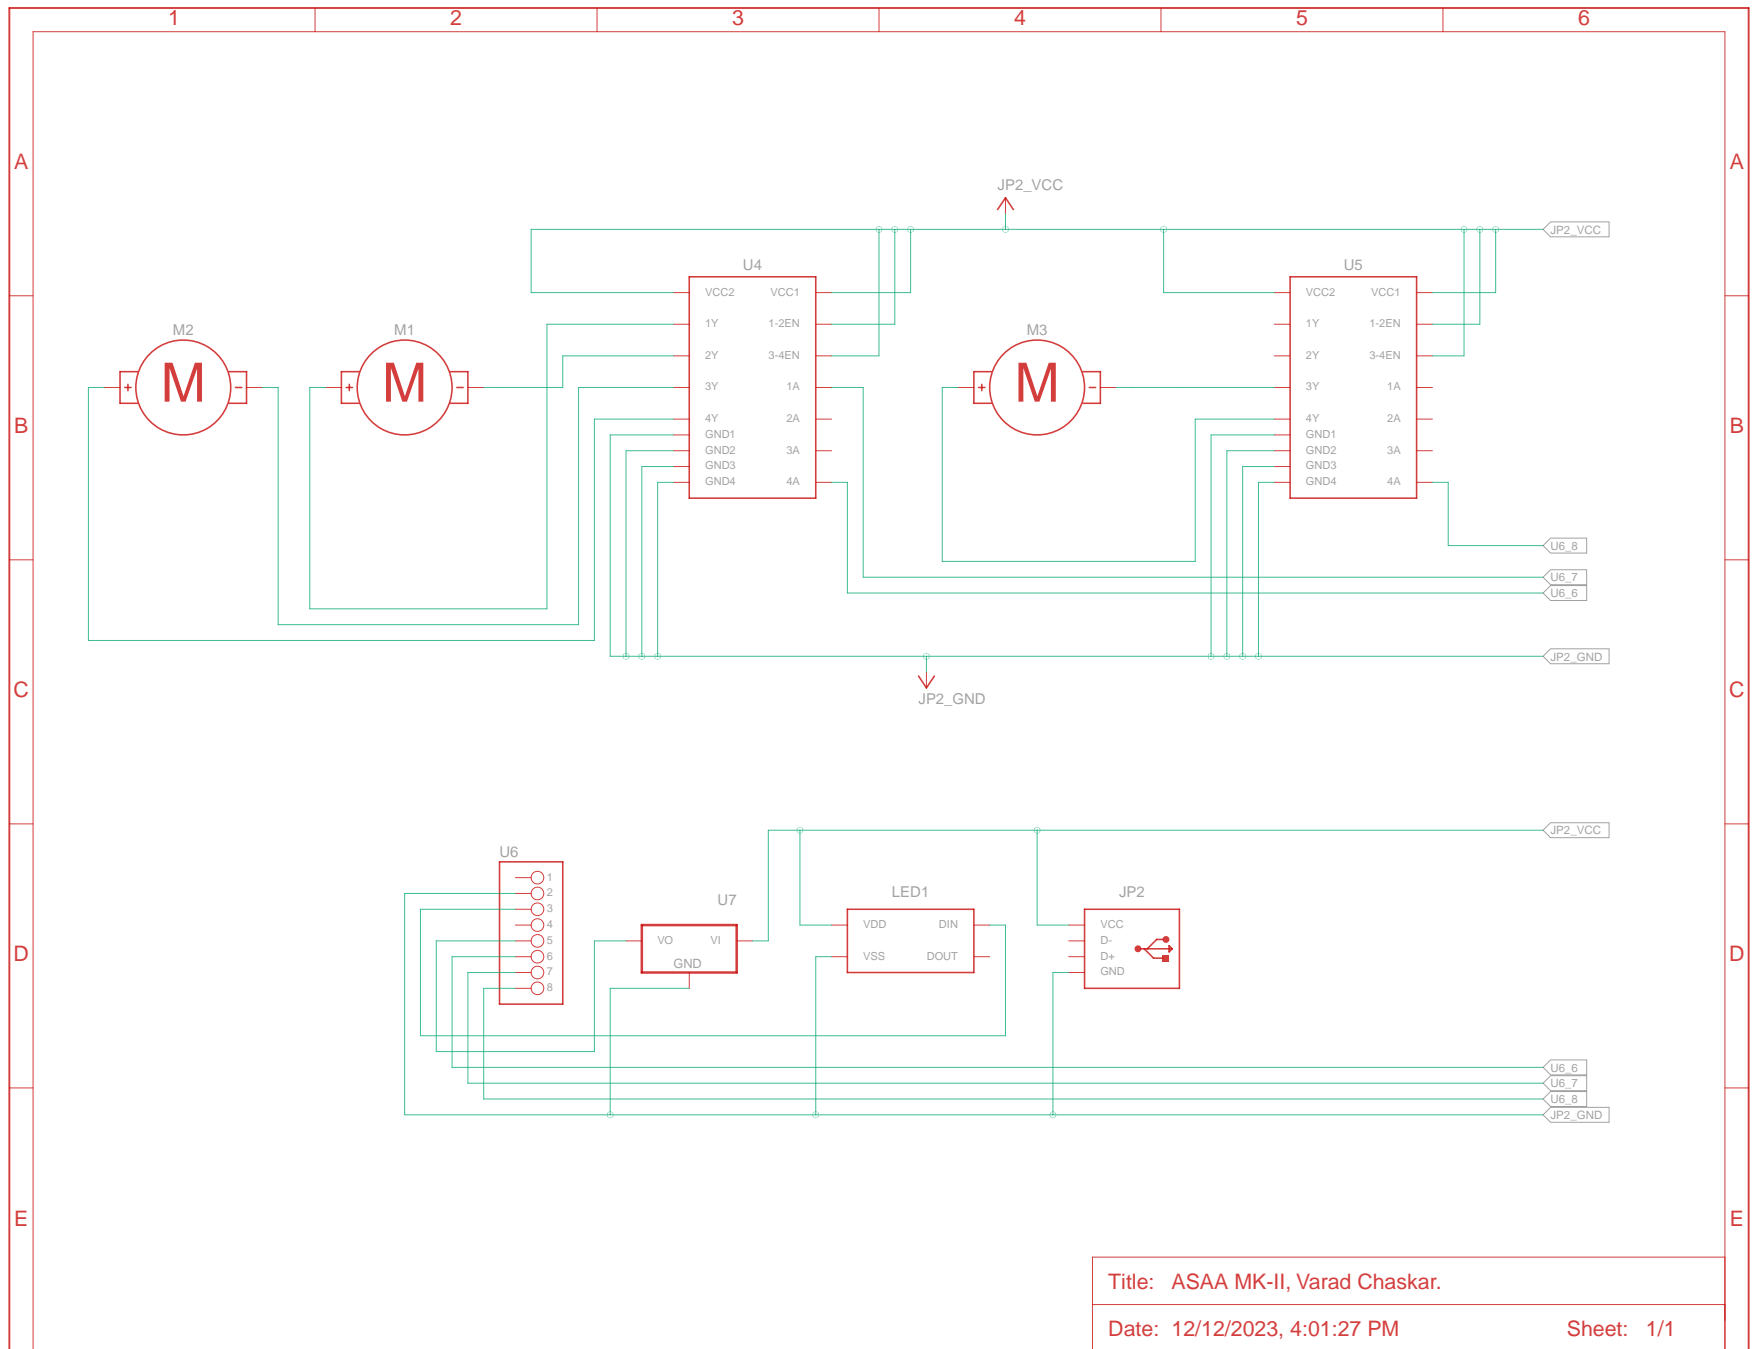 1 2 3 4 5 6
A A
JP2_VCC
JP2_VCC
U4 U5
VCC2 VCC1 VCC2 VCC1
M2 M1 1Y 1-2EN M3 1Y 1-2EN
2Y 3-4EN 2Y 3-4EN
+ M - + M - 3Y 1A + M - 3Y 1A
B 4Y 2A 4Y 2A B
GND1 GND1
GND2 3A GND2 3A
GND3 GND3
GND4 4A GND4 4A
U6_8
U6_7
U6_6
JP2_GND
C C
JP2_GND
JP2_VCC
U6
1
2 U7 LED1 JP2
3
4 VDD DIN VCC
5 VO VI D-
D 6 VSS DOUT D+ D
7 GND GND
8
U6_6
U6_7
U6_8
JP2_GND
E E
Title: ASAA MK-II, Varad Chaskar.
Date: 12/12/2023, 4:01:27 PM Sheet: 1/1